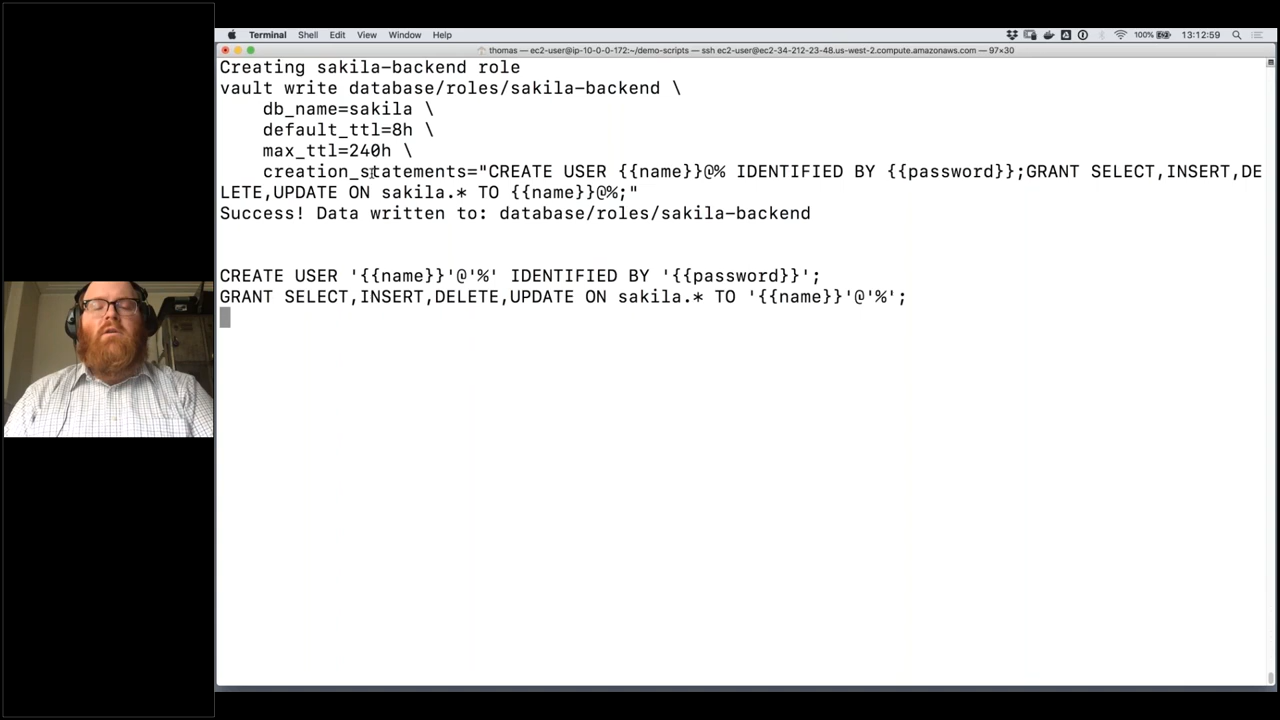 Terminal Shell Edit View Window Help 100% 13:12:59
thomas — ec2-user@ip-10-0-0-172:~/demo-scripts — ssh ec2-user@ec2-34-212-23-48.us-west-2.compute.amazonaws.com — 97×30
Creating sakila-backend role
vault write database/roles/sakila-backend \
    db_name=sakila \
    default_ttl=8h \
    max_ttl=240h \
    creation_statements="CREATE USER {{name}}@% IDENTIFIED BY {{password}};GRANT SELECT,INSERT,DE
LETE,UPDATE ON sakila.* TO {{name}}@%;"
Success! Data written to: database/roles/sakila-backend
CREATE USER '{{name}}'@'%' IDENTIFIED BY '{{password}}';
GRANT SELECT,INSERT,DELETE,UPDATE ON sakila.* TO '{{name}}'@'%';